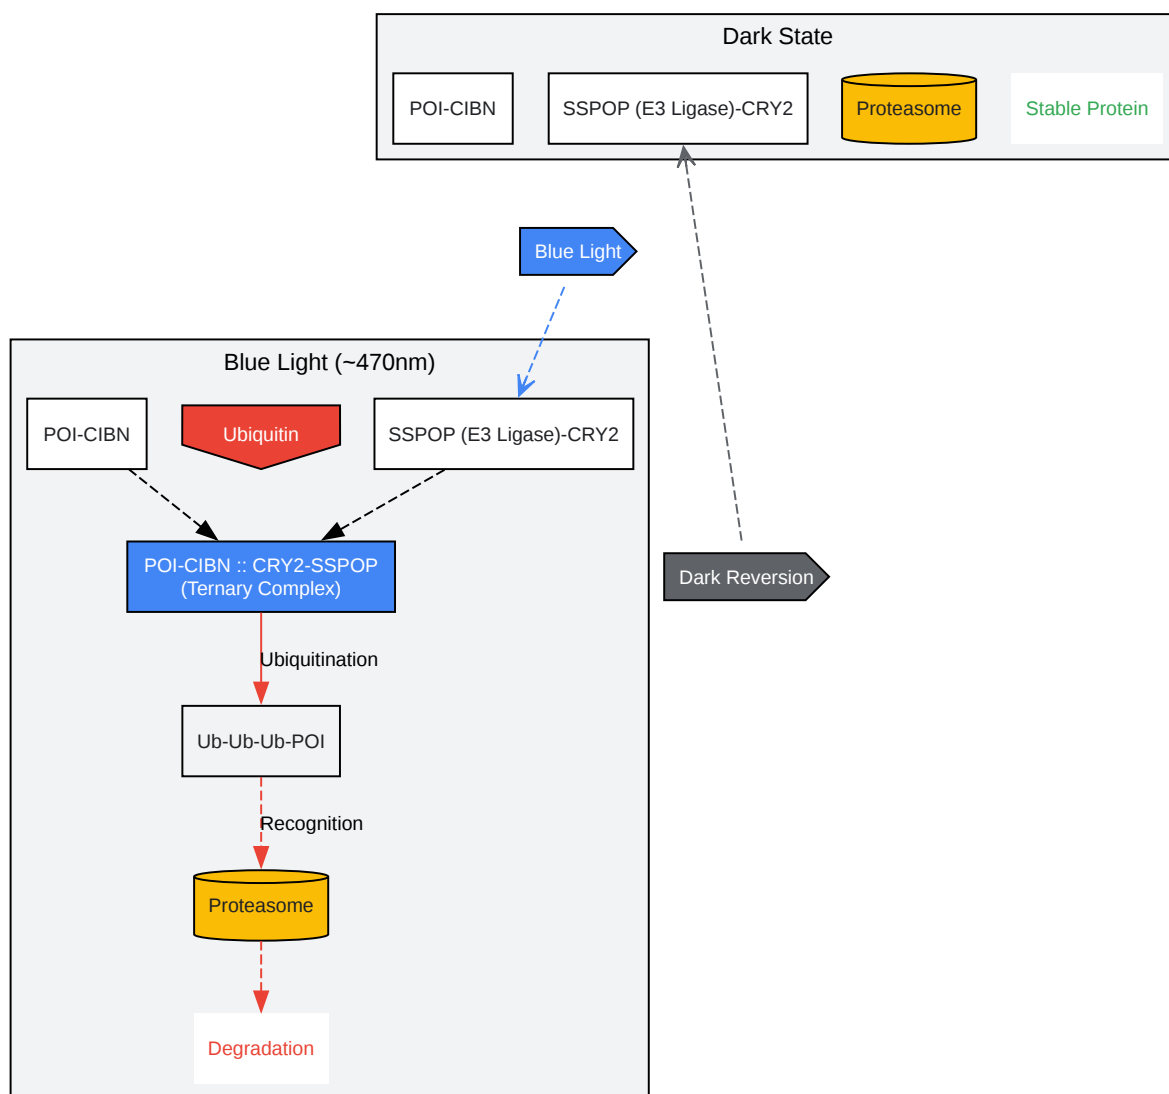 Dark State
POI-CIBN
SSPOP (E3 Ligase)-CRY2
Proteasome
Stable Protein
Blue Light
Blue Light (~470nm)
POI-CIBN
Ubiquitin
SSPOP (E3 Ligase)-CRY2
POI-CIBN :: CRY2-SSPOP
(Ternary Complex)
Dark Reversion
Ubiquitination
Ub-Ub-Ub-POI
Recognition
Proteasome
Degradation